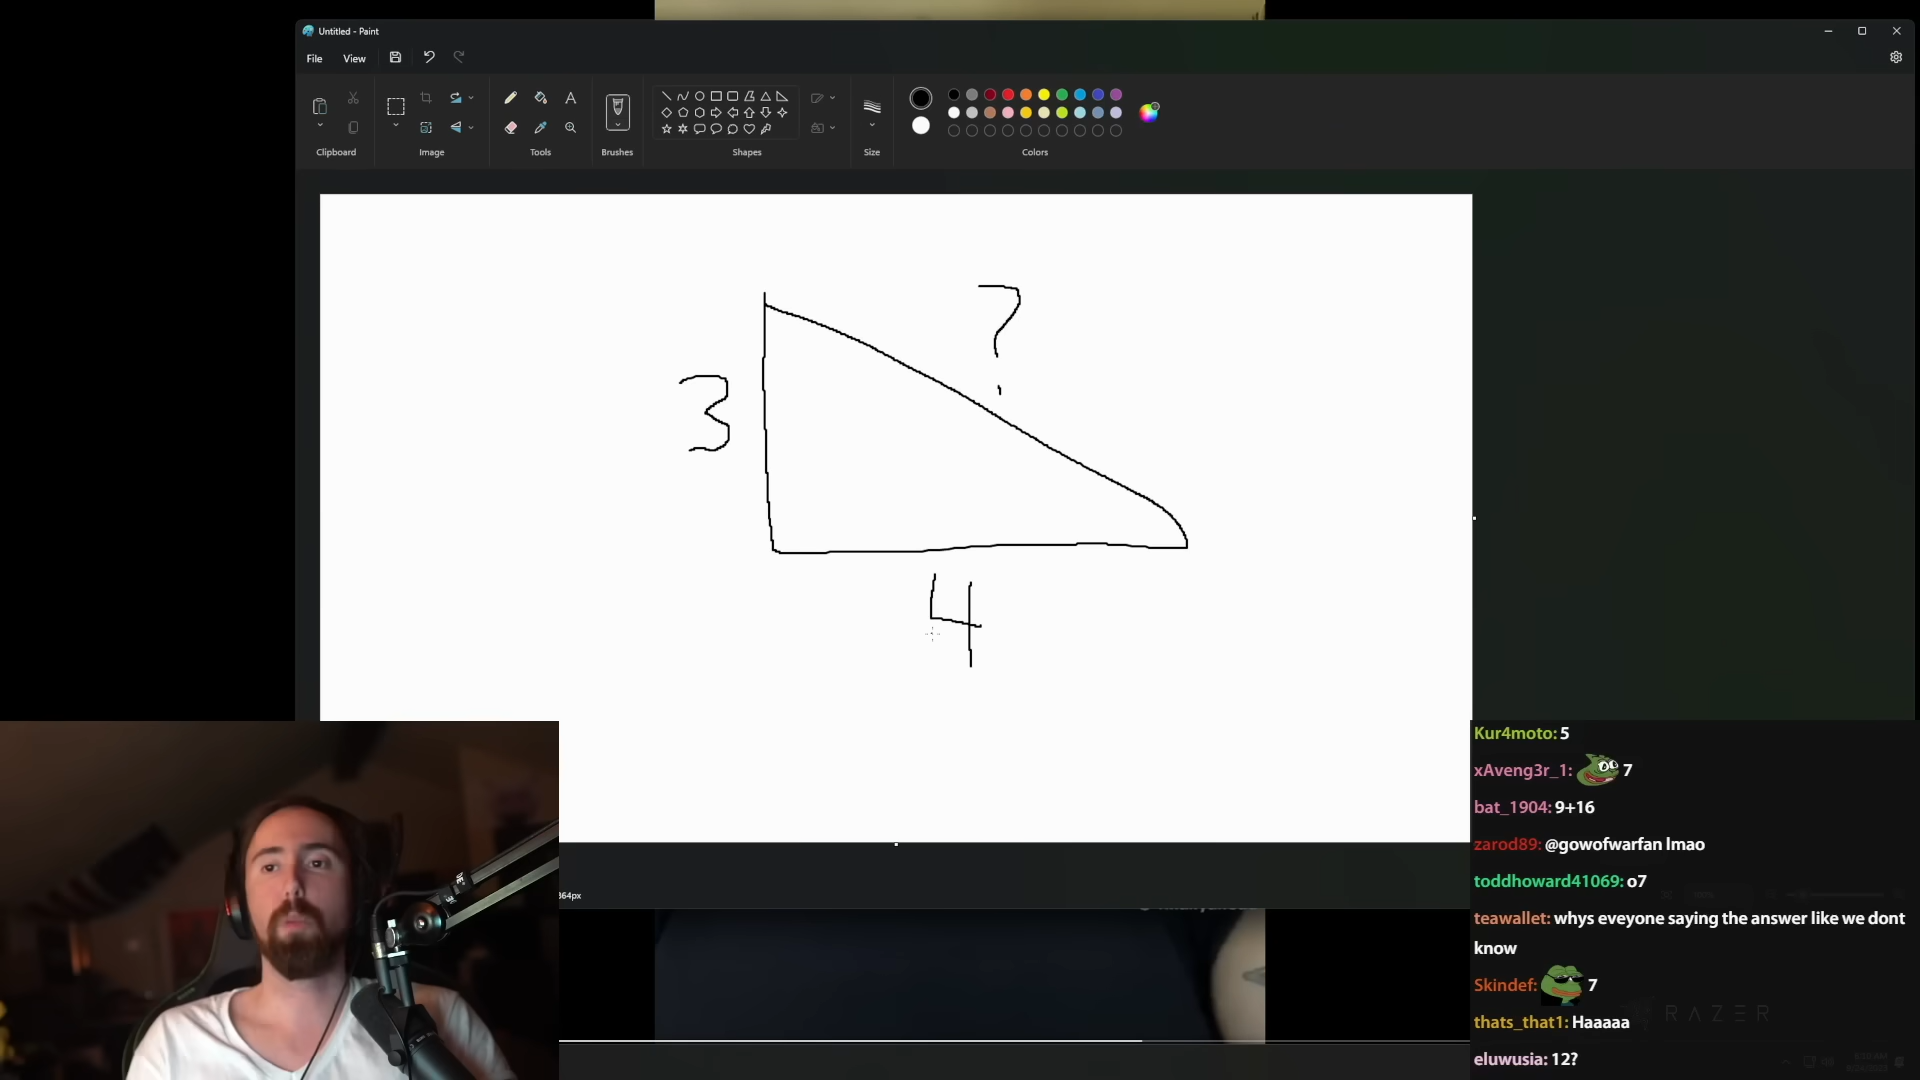 Untitled - Paint
File
View
Clipboard
Image
Tools
Brushes
Shapes
Size
Colors
?
3
4
Kur4moto: 5
xAveng3r_1: 7
bat_1904: 9+16
zarod89: @gowofwarfan lmao
toddhoward41069: o7
teawallet: whys eveyone saying the answer like we dont
know
Skindef: 7
thats_that1: Haaaaa
eluwusia: 12?
RAZER
864px